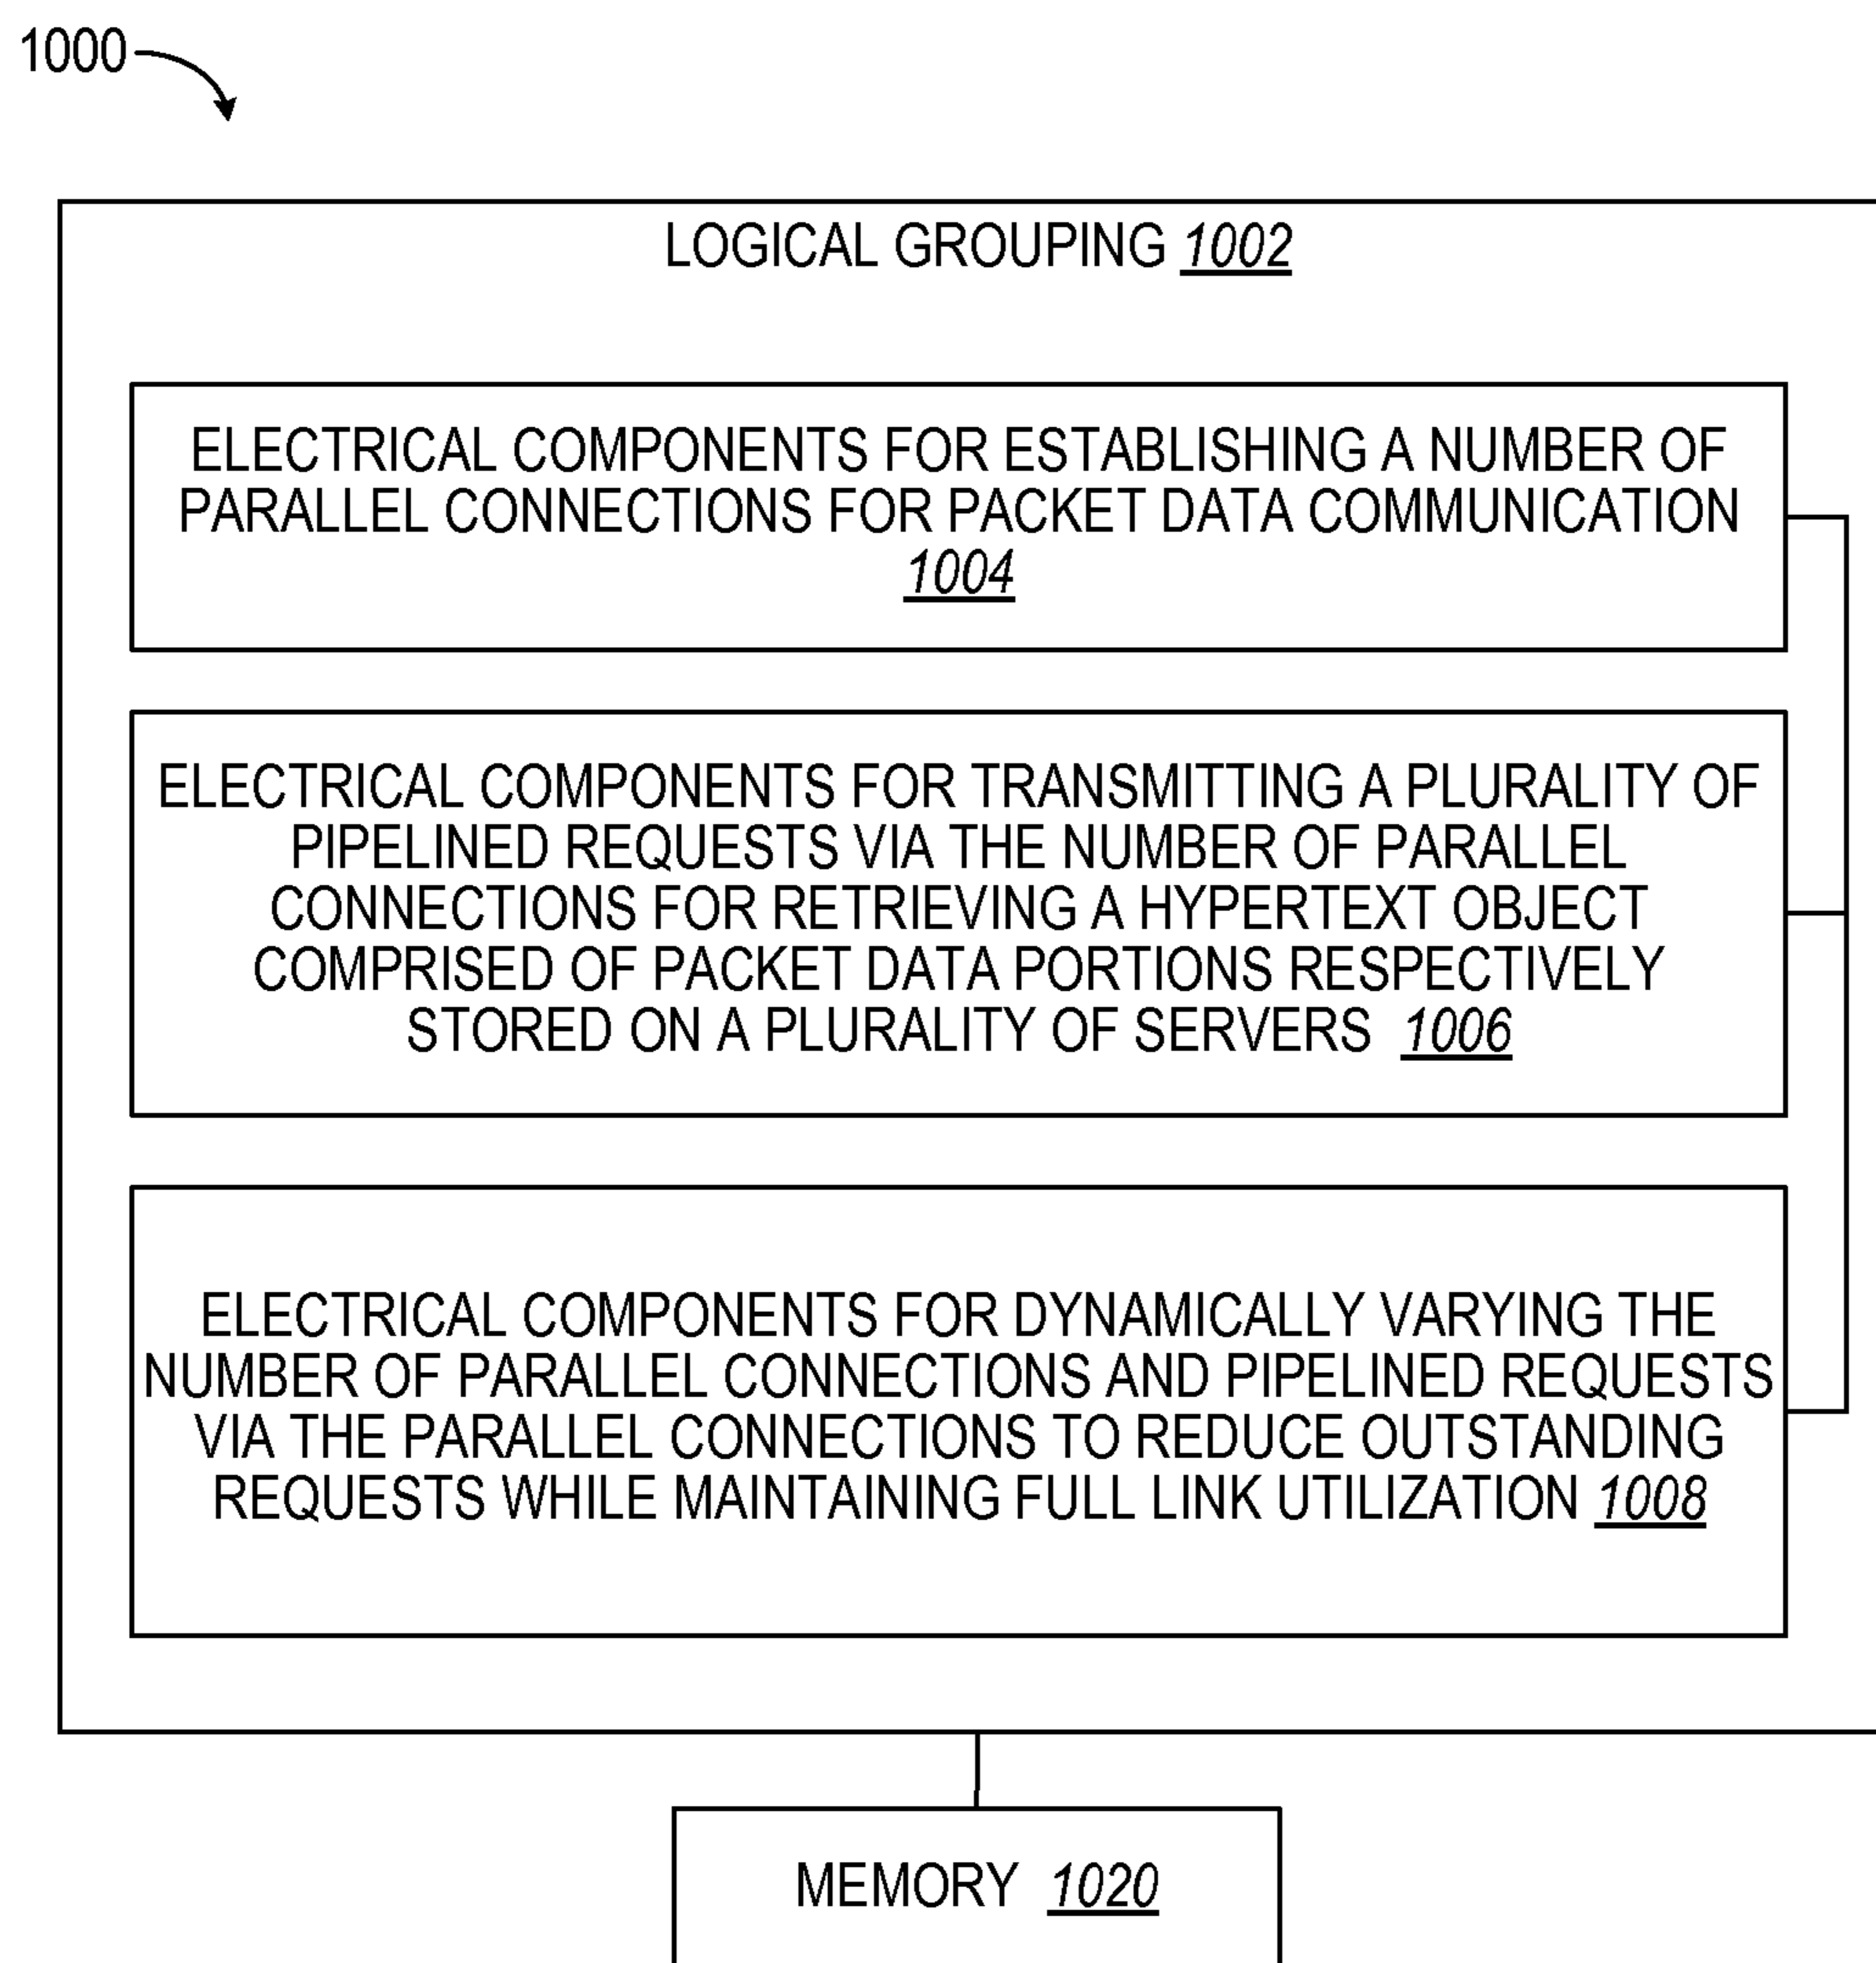 1000
LOGICAL GROUPING 1002
ELECTRICAL COMPONENTS FOR ESTABLISHING A NUMBER OF
PARALLEL CONNECTIONS FOR PACKET DATA COMMUNICATION
1004
ELECTRICAL COMPONENTS FOR TRANSMITTING A PLURALITY OF
PIPELINED REQUESTS VIA THE NUMBER OF PARALLEL
CONNECTIONS FOR RETRIEVING A HYPERTEXT OBJECT
COMPRISED OF PACKET DATA PORTIONS RESPECTIVELY
STORED ON A PLURALITY OF SERVERS 1006
ELECTRICAL COMPONENTS FOR DYNAMICALLY VARYING THE
NUMBER OF PARALLEL CONNECTIONS AND PIPELINED REQUESTS
VIA THE PARALLEL CONNECTIONS TO REDUCE OUTSTANDING
REQUESTS WHILE MAINTAINING FULL LINK UTILIZATION 1008
MEMORY 1020